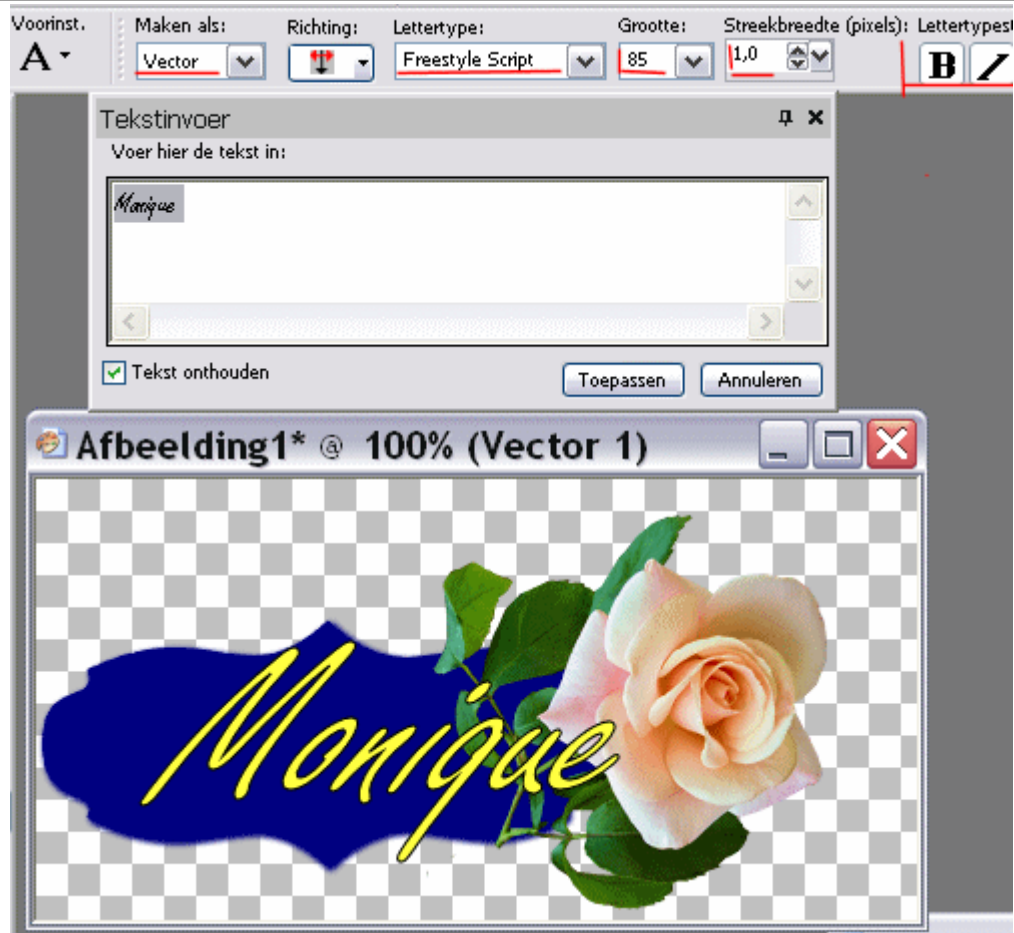 Voorinst. Maken als: Richting: Lettertype: Grootte: Streekbreedte (pixels): Lettertypest
A Vector Freestyle Script 85 1,0 B I
Tekstinvoer
Voer hier de tekst in:
Monique
Tekst onthouden Toepassen Annuleren
Afbeelding1* @ 100% (Vector 1)
Monique